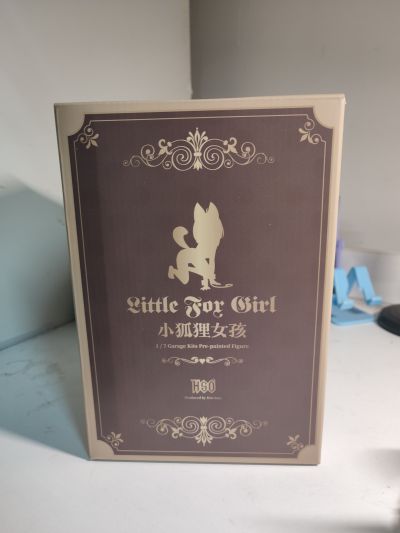 Little Fox Girl
小狐狸女孩
1 / 7 Garage Kits Pre-painted Figure